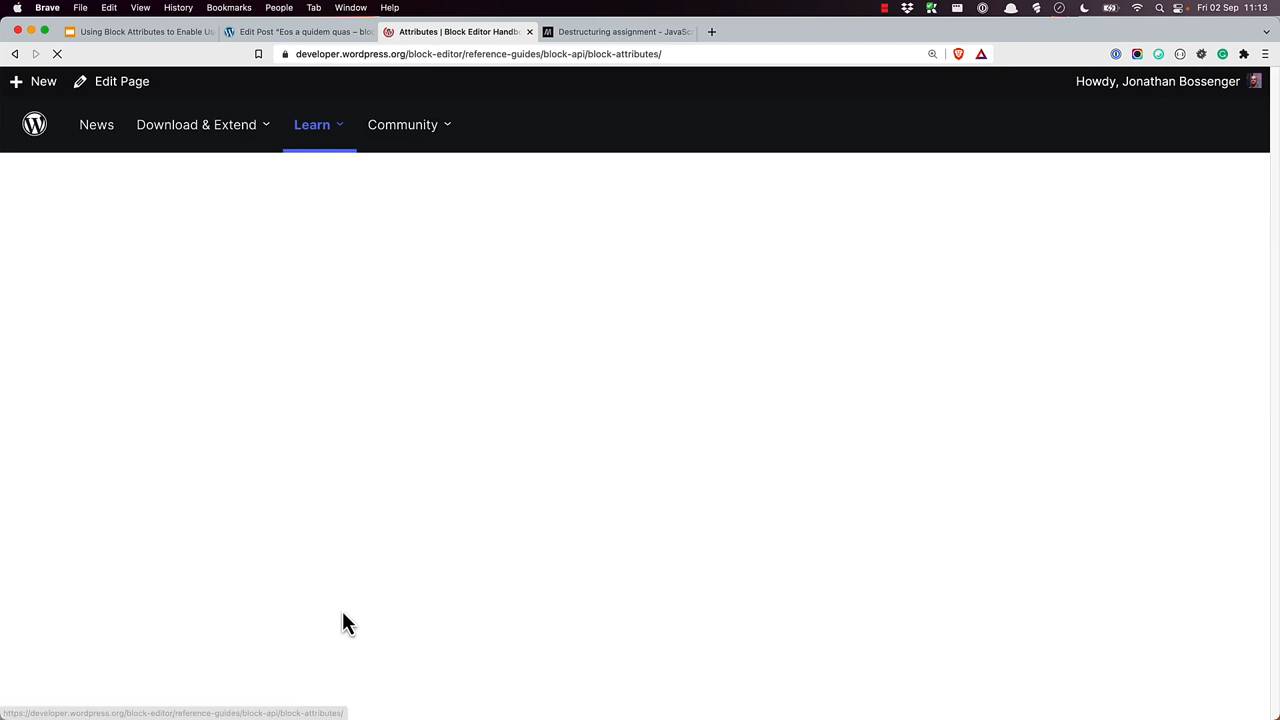 Brave File Edit View History Bookmarks People Tab Window Help Fri 02 Sep 11:13
Using Block Attributes to Enable Us
Edit Post “Eos a quidem quas – bloc
Attributes | Block Editor Handb
Destructuring assignment - JavaSc
developer.wordpress.org/block-editor/reference-guides/block-api/block-attributes/
New Edit Page Howdy, Jonathan Bossenger
News Download & Extend Learn Community
https://developer.wordpress.org/block-editor/reference-guides/block-api/block-attributes/